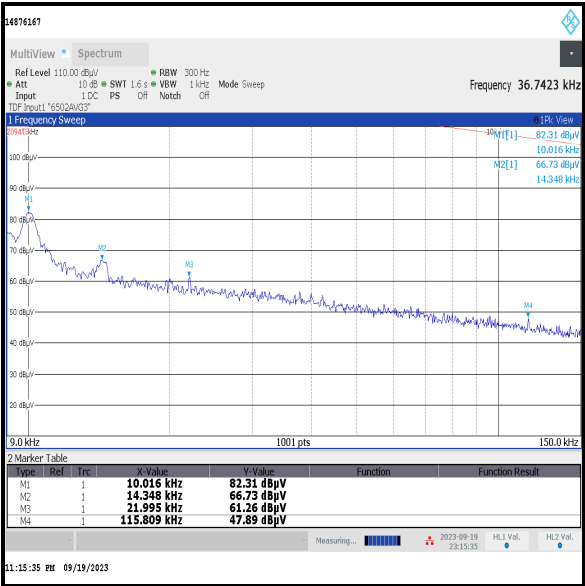 14876167
MultiView Spectrum
Ref Level 110.00 dBµV RBW 300 Hz
Att 10 dB SWT 1.6 s VBW 1 kHz Mode Sweep Frequency 36.7423 kHz
Input 1 DC PS Off Notch Off
TDF Input1 "6502AVG3"
1 Frequency Sweep 1Pk View
M1[1] 82.31 dBµV
10.016 kHz
M2[1] 66.73 dBµV
14.348 kHz
100 dBµV
90 dBµV
M1
80 dBµV
M2
70 dBµV
M3
60 dBµV
M4
50 dBµV
40 dBµV
30 dBµV
20 dBµV
9.0 kHz 1001 pts 150.0 kHz
2 Marker Table
Type Ref Trc X-Value Y-Value Function Function Result
M1 1 10.016 kHz 82.31 dBµV
M2 1 14.348 kHz 66.73 dBµV
M3 1 21.995 kHz 61.26 dBµV
M4 1 115.809 kHz 47.89 dBµV
Measuring... 2023-09-19 23:15:35 HL1 Val. HL2 Val.
11:15:35 PM 09/19/2023